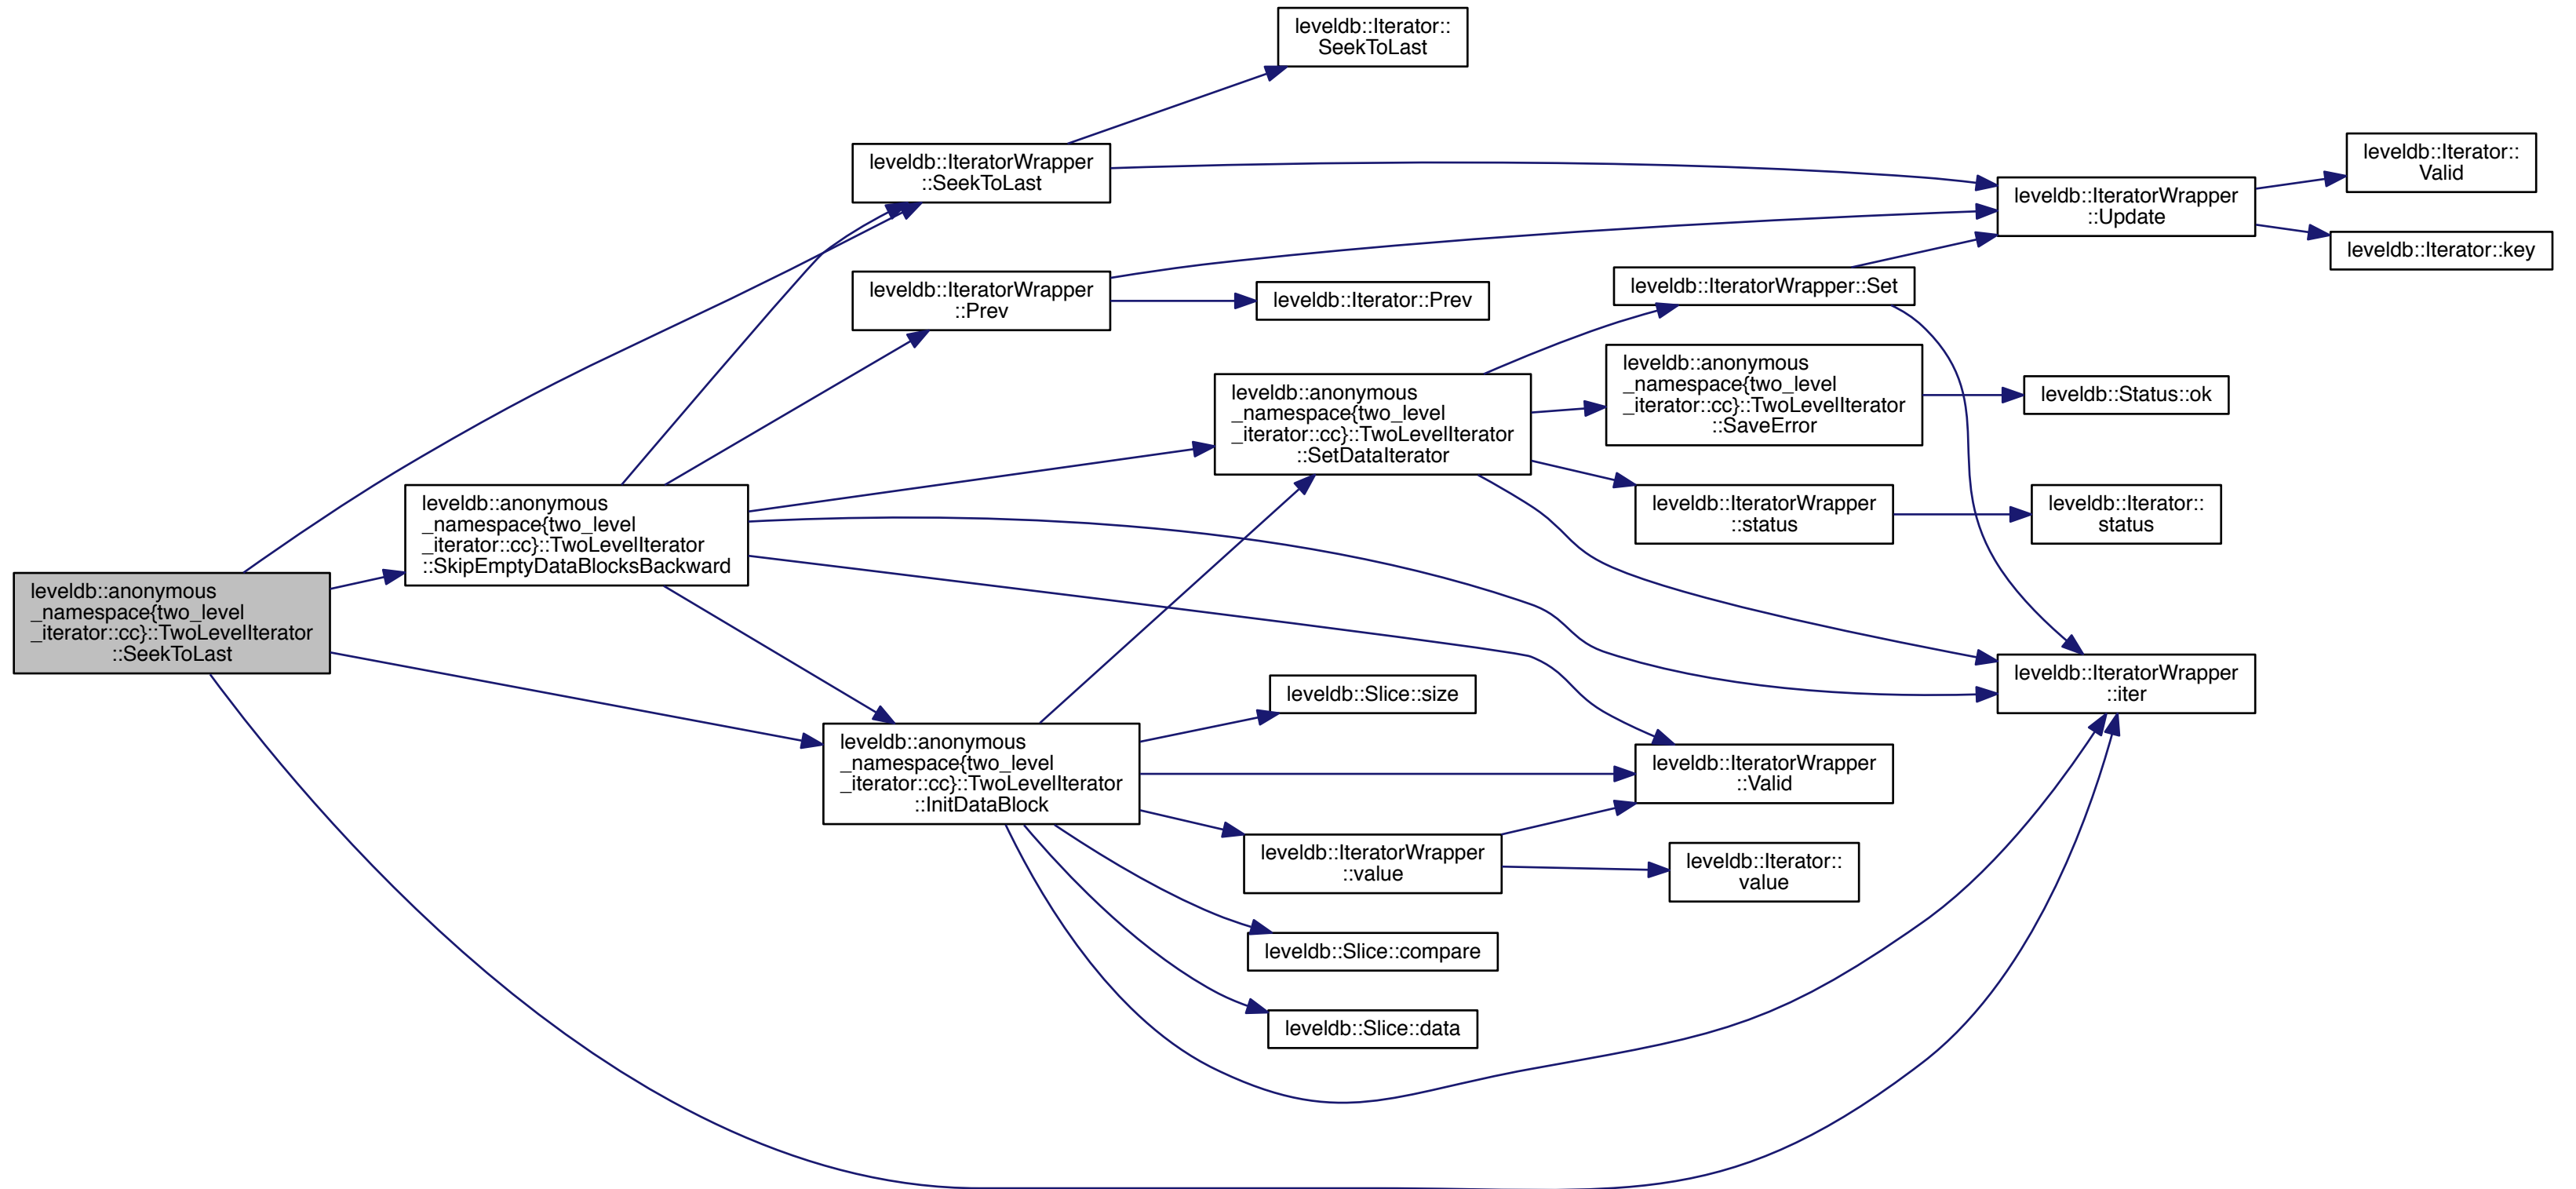 leveldb::Iterator::
SeekToLast
leveldb::IteratorWrapper
::SeekToLast
leveldb::Iterator::
Valid
leveldb::IteratorWrapper
::Update
leveldb::Iterator::key
leveldb::IteratorWrapper
::Prev
leveldb::Iterator::Prev
leveldb::IteratorWrapper::Set
leveldb::anonymous
_namespace{two_level
_iterator::cc}::TwoLevelIterator
::SaveError
leveldb::Status::ok
leveldb::anonymous
_namespace{two_level
_iterator::cc}::TwoLevelIterator
::SetDataIterator
leveldb::IteratorWrapper
::status
leveldb::Iterator::
status
leveldb::anonymous
_namespace{two_level
_iterator::cc}::TwoLevelIterator
::SkipEmptyDataBlocksBackward
leveldb::anonymous
_namespace{two_level
_iterator::cc}::TwoLevelIterator
::SeekToLast
leveldb::IteratorWrapper
::iter
leveldb::Slice::size
leveldb::anonymous
_namespace{two_level
_iterator::cc}::TwoLevelIterator
::InitDataBlock
leveldb::IteratorWrapper
::Valid
leveldb::IteratorWrapper
::value
leveldb::Iterator::
value
leveldb::Slice::compare
leveldb::Slice::data